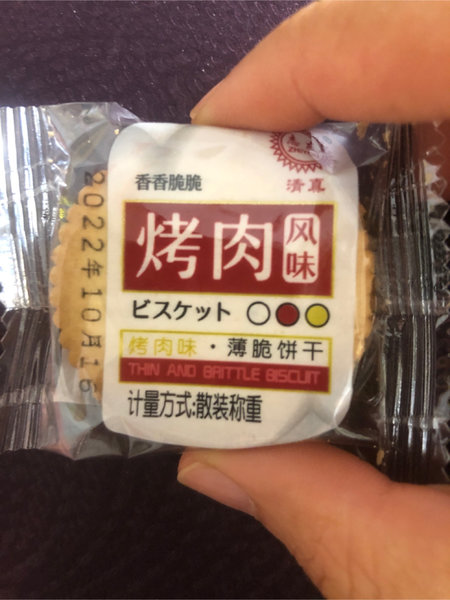 清真
香香脆脆
烤肉风味
ビスケット
烤肉味·薄脆饼干
THIN AND BRITTLE BISCUIT
计量方式:散装称重
2022年10月15